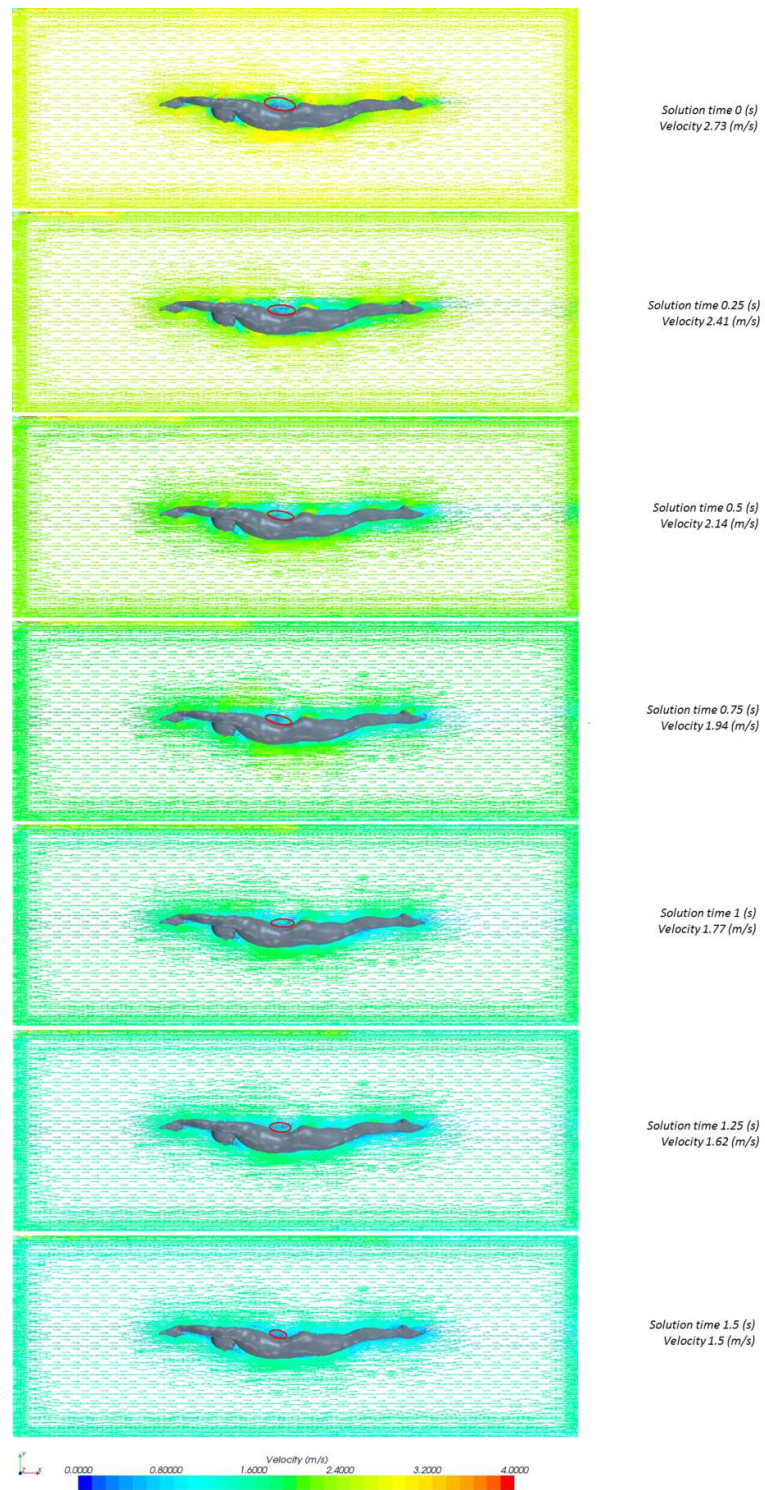 Solution time 0 (s)
Velocity 2.73 (m/s)
Solution time 0.25 (s)
Velocity 2.41 (m/s)
Solution time 0.5 (s)
Velocity 2.14 (m/s)
Solution time 0.75 (s)
Velocity 1.94 (m/s)
Solution time 1 (s)
Velocity 1.77 (m/s)
Solution time 1.25 (s)
Velocity 1.62 (m/s)
Solution time 1.5 (s)
Velocity 1.5 (m/s)
Y
Z X
Velocity (m/s)
0.0000 0.80000 1.6000 2.4000 3.2000 4.0000